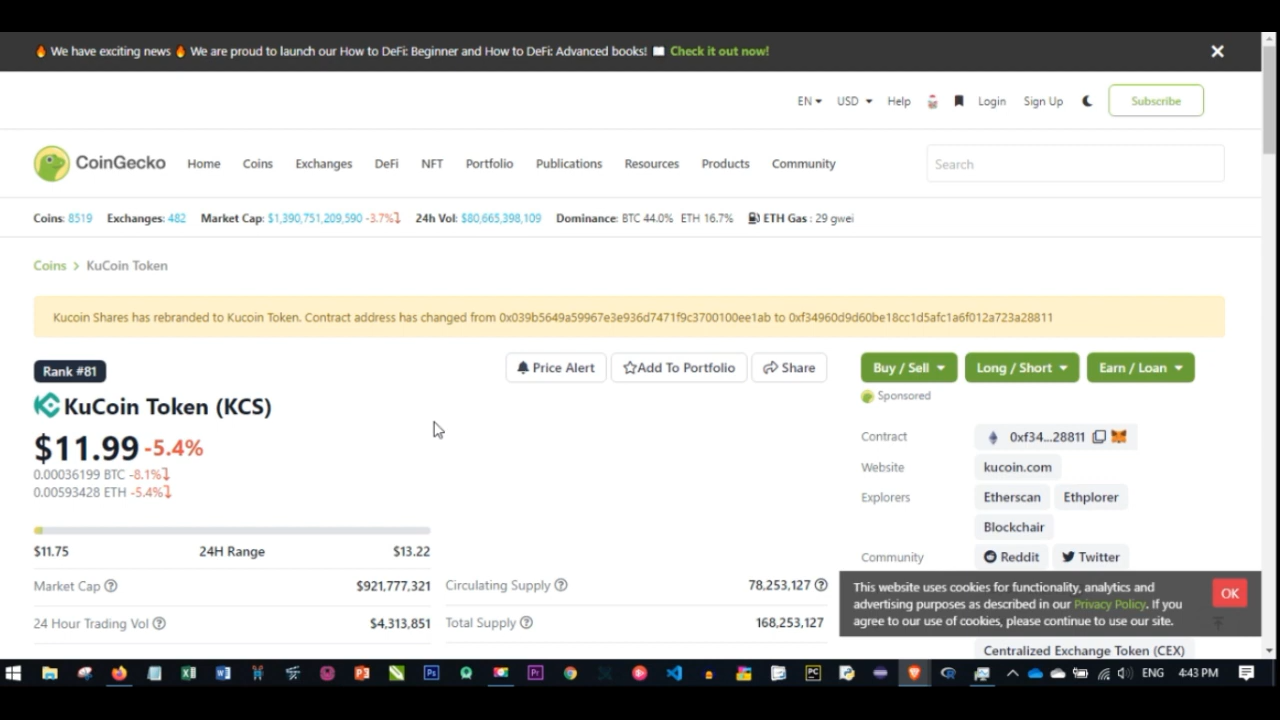 We have exciting news We are proud to launch our How to DeFi: Beginner and How to DeFi: Advanced books! Check it out now!
EN USD Help Login Sign Up Subscribe
CoinGecko Home Coins Exchanges DeFi NFT Portfolio Publications Resources Products Community Search
Coins: 8519 Exchanges: 482 Market Cap: $1,390,751,209,590 -3.7% 24h Vol: $80,665,398,109 Dominance: BTC 44.0% ETH 16.7% ETH Gas : 29 gwei
Coins > KuCoin Token
Kucoin Shares has rebranded to Kucoin Token. Contract address has changed from 0x039b5649a59967e3e936d7471f9c3700100ee1ab to 0xf34960d9d60be18cc1d5afc1a6f012a723a28811
Rank #81
Price Alert Add To Portfolio Share
KuCoin Token (KCS)
$11.99 -5.4%
0.00036199 BTC -8.1%
0.00593428 ETH -5.4%
$11.75 24H Range $13.22
Market Cap $921,777,321
24 Hour Trading Vol $4,313,851
Circulating Supply 78,253,127
Total Supply 168,253,127
Buy / Sell Long / Short Earn / Loan
Sponsored
Contract 0xf34...28811
Website kucoin.com
Explorers Etherscan Ethplorer
Blockchair
Community Reddit Twitter
This website uses cookies for functionality, analytics and
advertising purposes as described in our Privacy Policy. If you
agree to our use of cookies, please continue to use our site.
OK
Centralized Exchange Token (CEX)
ENG 4:43 PM